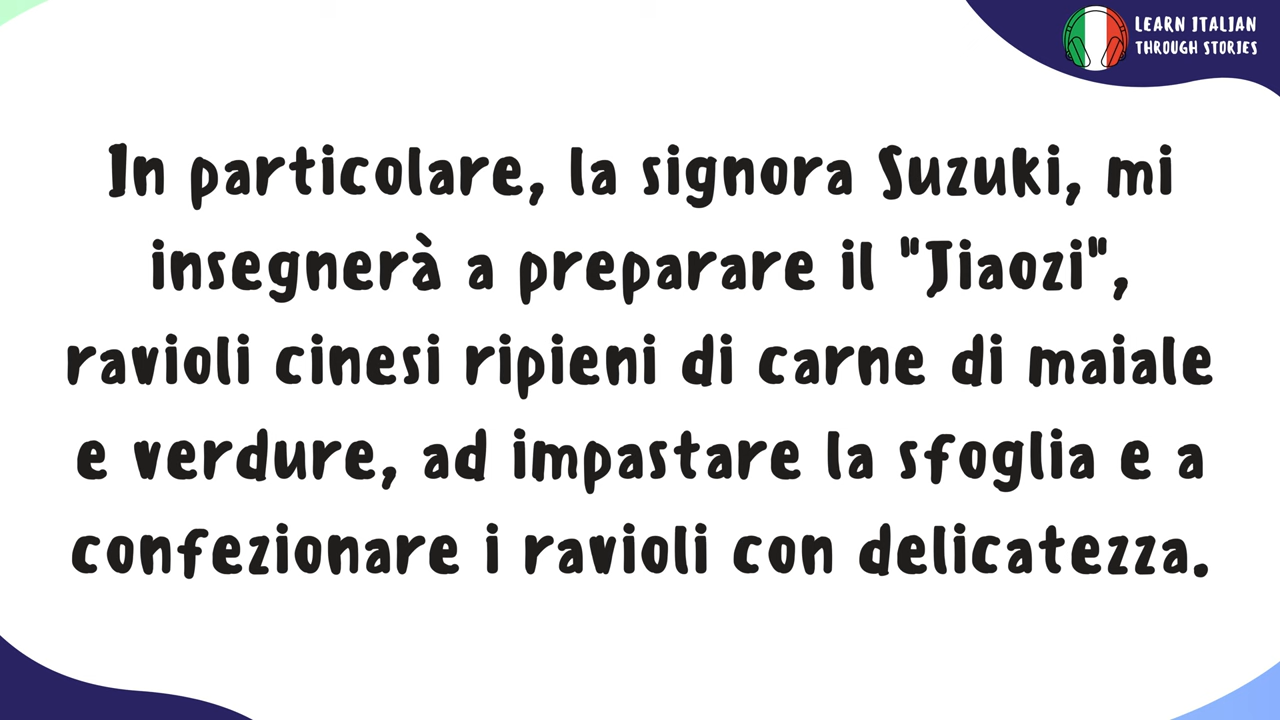 LEARN ITALIAN
THROUGH STORIES
In particolare, la signora Suzuki, mi
insegnerà a preparare il "Jiaozi",
ravioli cinesi ripieni di carne di maiale
e verdure, ad impastare la sfoglia e a
confezionare i ravioli con delicatezza.